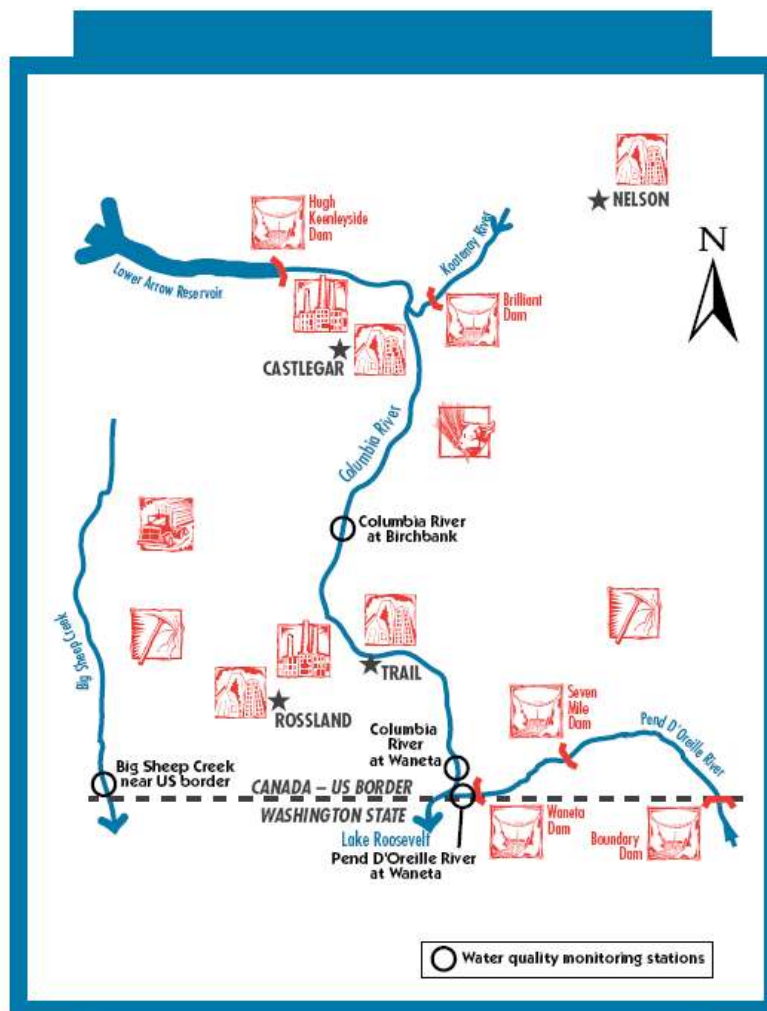 NELSON
Hugh
Keenleyside
Dam
Kootenay River
N
Lower Arrow Reservoir
Brilliant
Dam
CASTLEGAR
Columbia River
Columbia River
at Birchbank
Big Sheep Creek
TRAIL
ROSSLAND
Seven
Mile
Dam
Pend D'Oreille River
Columbia
River
at Waneta
Big Sheep Creek
near US border
CANADA – US BORDER
WASHINGTON STATE
Lake Roosevelt
Waneta
Dam
Boundary
Dam
Pend D'Oreille River
at Waneta
Water quality monitoring stations